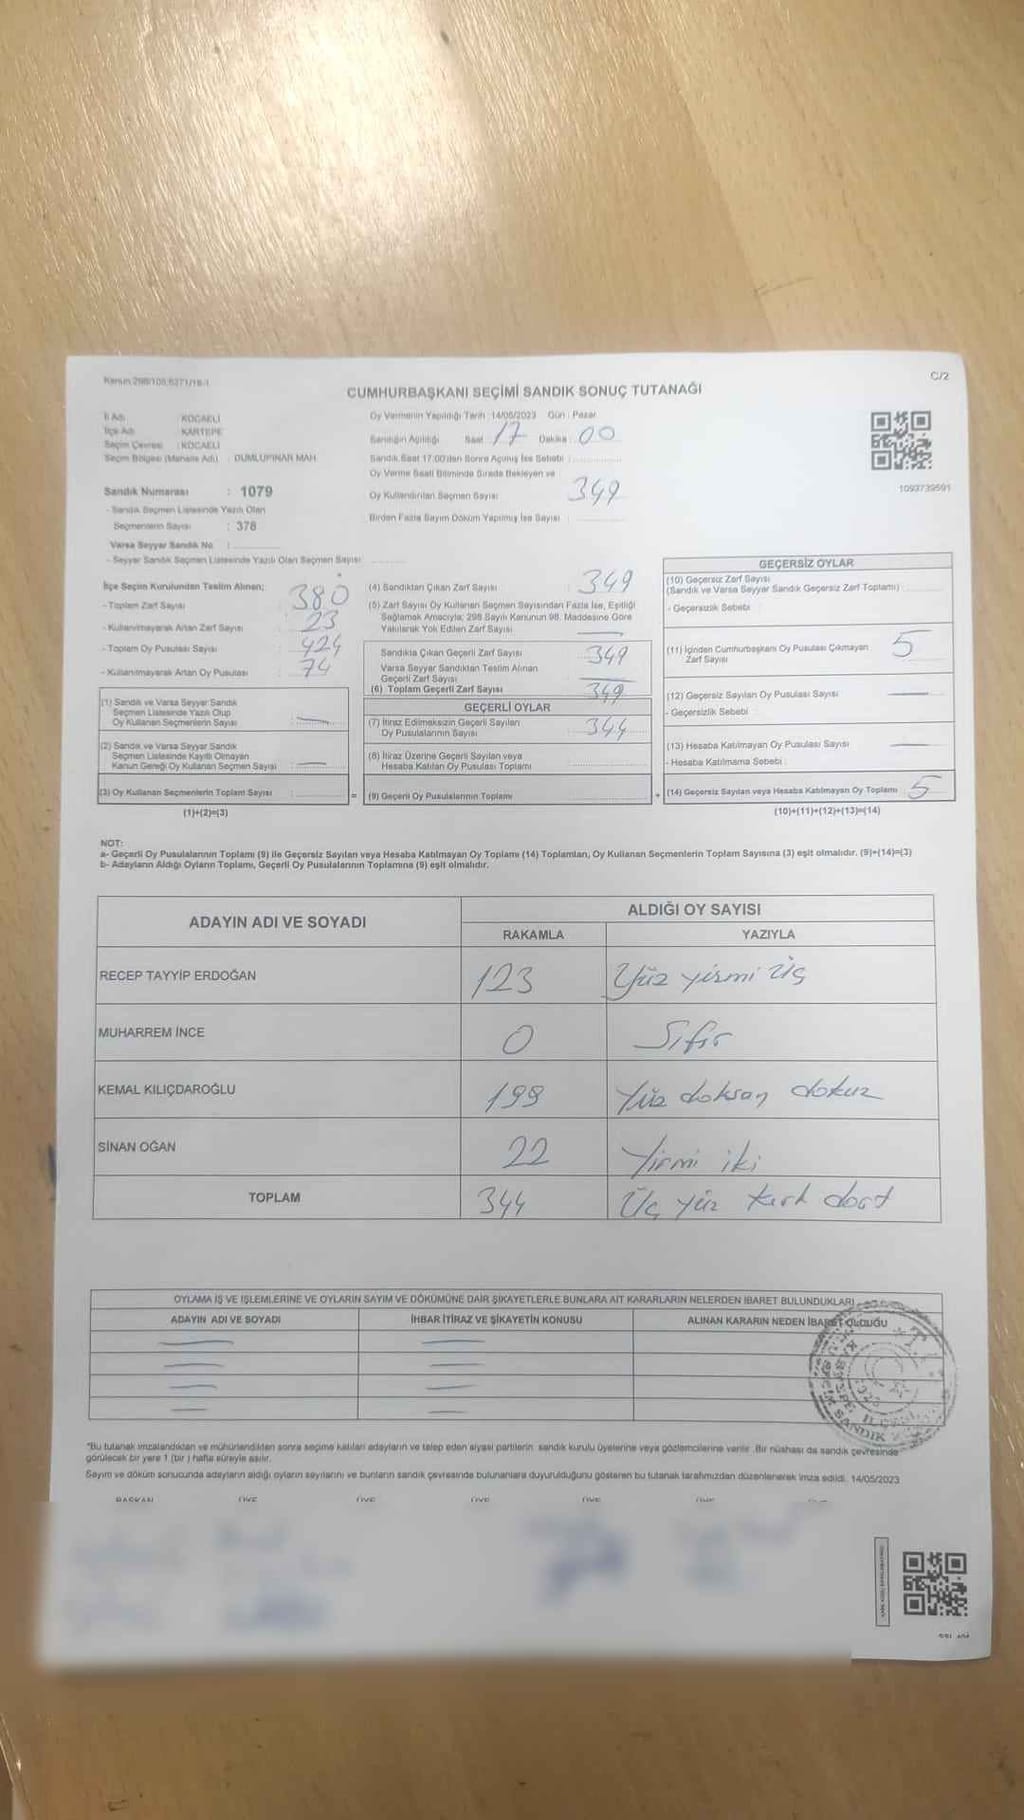 Kanun:298/105;6271/18-1
C/2
CUMHURBAŞKANI SEÇİMİ SANDIK SONUÇ TUTANAĞI
İl Adı : KOCAELİ
İlçe Adı : KARTEPE
Seçim Çevresi : KOCAELİ
Seçim Bölgesi (Mahalle Adı) : DUMLUPINAR MAH.
Sandık Numarası : 1079
- Sandık Seçmen Listesinde Yazılı Olan
Seçmenlerin Sayısı : 378
Varsa Seyyar Sandık No :
- Seyyar Sandık Seçmen Listesinde Yazılı Olan Seçmen Sayısı:
Oy Vermenin Yapıldığı Tarih : 14/05/2023 Gün : Pazar
Sandığın Açıldığı Saat : 17 Dakika : 00
Sandık Saat 17:00'den Sonra Açılmış İse Sebebi :
Oy Verme Saati Bitiminde Sırada Bekleyen ve
Oy Kullandırılan Seçmen Sayısı 349
Birden Fazla Sayım Döküm Yapılmış İse Sayısı :
1093739591
İlçe Seçim Kurulundan Teslim Alınan; 380
- Toplam Zarf Sayısı
- Kullanılmayarak Artan Zarf Sayısı : 23
- Toplam Oy Pusulası Sayısı : 424
- Kullanılmayarak Artan Oy Pusulası : 74
(1) Sandık ve Varsa Seyyar Sandık
Seçmen Listesinde Yazılı Olup
Oy Kullanan Seçmenlerin Sayısı :
(2) Sandık ve Varsa Seyyar Sandık
Seçmen Listesinde Kayıtlı Olmayan
Kanun Gereği Oy Kullanan Seçmen Sayısı :
(3) Oy Kullanan Seçmenlerin Toplam Sayısı :
(1)+(2)=(3)
(4) Sandıktan Çıkan Zarf Sayısı : 349
(5) Zarf Sayısı Oy Kullanan Seçmen Sayısından Fazla İse, Eşitliği
Sağlamak Amacıyla; 298 Sayılı Kanunun 98. Maddesine Göre
Yakılarak Yok Edilen Zarf Sayısı
Sandıkta Çıkan Geçerli Zarf Sayısı : 349
Varsa Seyyar Sandıktan Teslim Alınan
Geçerli Zarf Sayısı
(6) Toplam Geçerli Zarf Sayısı 349
GEÇERLİ OYLAR
(7) İtiraz Edilmeksizin Geçerli Sayılan
Oy Pusulalarının Sayısı : 344
(8) İtiraz Üzerine Geçerli Sayılan veya
Hesaba Katılan Oy Pusulası Toplamı
(9) Geçerli Oy Pusulalarının Toplamı
GEÇERSİZ OYLAR
(10) Geçersiz Zarf Sayısı
(Sandık ve Varsa Seyyar Sandık Geçersiz Zarf Toplamı)
- Geçersizlik Sebebi :
(11) İçinden Cumhurbaşkanı Oy Pusulası Çıkmayan
Zarf Sayısı 5
(12) Geçersiz Sayılan Oy Pusulası Sayısı
- Geçersizlik Sebebi :
(13) Hesaba Katılmayan Oy Pusulası Sayısı
- Hesaba Katılmama Sebebi :
(14) Geçersiz Sayılan veya Hesaba Katılmayan Oy Toplamı 5
(10)+(11)+(12)+(13)=(14)
NOT:
a- Geçerli Oy Pusulalarının Toplamı (9) ile Geçersiz Sayılan veya Hesaba Katılmayan Oy Toplamı (14) Toplamları, Oy Kullanan Seçmenlerin Toplam Sayısına (3) eşit olmalıdır. (9)+(14)=(3)
b- Adayların Aldığı Oyların Toplamı, Geçerli Oy Pusulalarının Toplamına (9) eşit olmalıdır.
ADAYIN ADI VE SOYADI
ALDIĞI OY SAYISI
RAKAMLA YAZIYLA
RECEP TAYYİP ERDOĞAN 123 Yüz yirmi üç
MUHARREM İNCE 0 Sıfır
KEMAL KILIÇDAROĞLU 199 Yüz doksan dokuz
SİNAN OĞAN 22 Yirmi iki
TOPLAM 344 Üç yüz kırk dört
OYLAMA İŞ VE İŞLEMLERİNE VE OYLARIN SAYIM VE DÖKÜMÜNE DAİR ŞİKAYETLERLE BUNLARA AİT KARARLARIN NELERDEN İBARET BULUNDUKLARI
ADAYIN ADI VE SOYADI İHBAR İTİRAZ VE ŞİKAYETİN KONUSU ALINAN KARARIN NEDEN İBARET OLDUĞU
"Bu tutanak imzalandıktan ve mühürlendikten sonra seçime katılan adayların ve talep eden siyasi partilerin sandık kurulu üyelerine veya gözlemcilerine verilir. Bir nüshası da sandık çevresinde
görülecek bir yere 1 (bir) hafta süreyle asılır.
Sayım ve döküm sonucunda adayların aldığı oyların sayılarını ve bunların sandık çevresinde bulunanlara duyurulduğunu gösteren bu tutanak tarafımızdan düzenlenerek imza edildi. 14/05/2023
BAŞKAN ÜYE ÜYE ÜYE ÜYE ÜYE